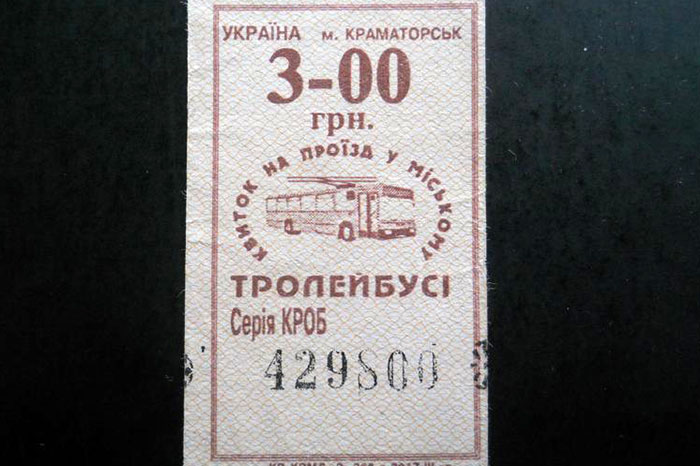 УКРАЇНА м. КРАМАТОРСЬК
3-00
грн.
КВИТОК НА ПРОЇЗД У МІСЬКОМУ
ТРОЛЕЙБУСІ
Серія КРОБ
429800